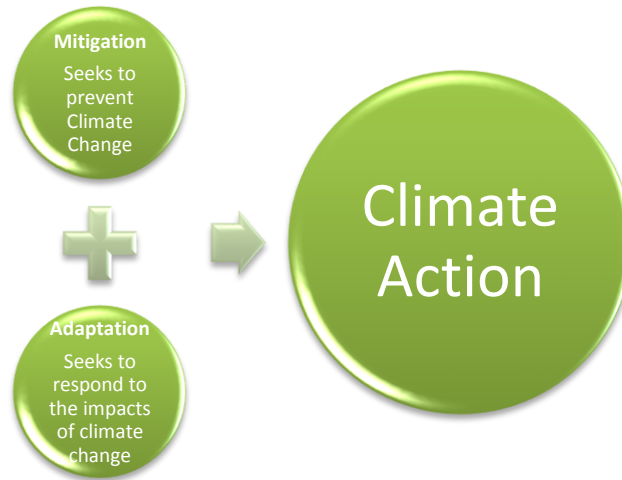 Mitigation
Seeks to
prevent
Climate
Change
Adaptation
Seeks to
respond to
the impacts
of climate
change
Climate
Action